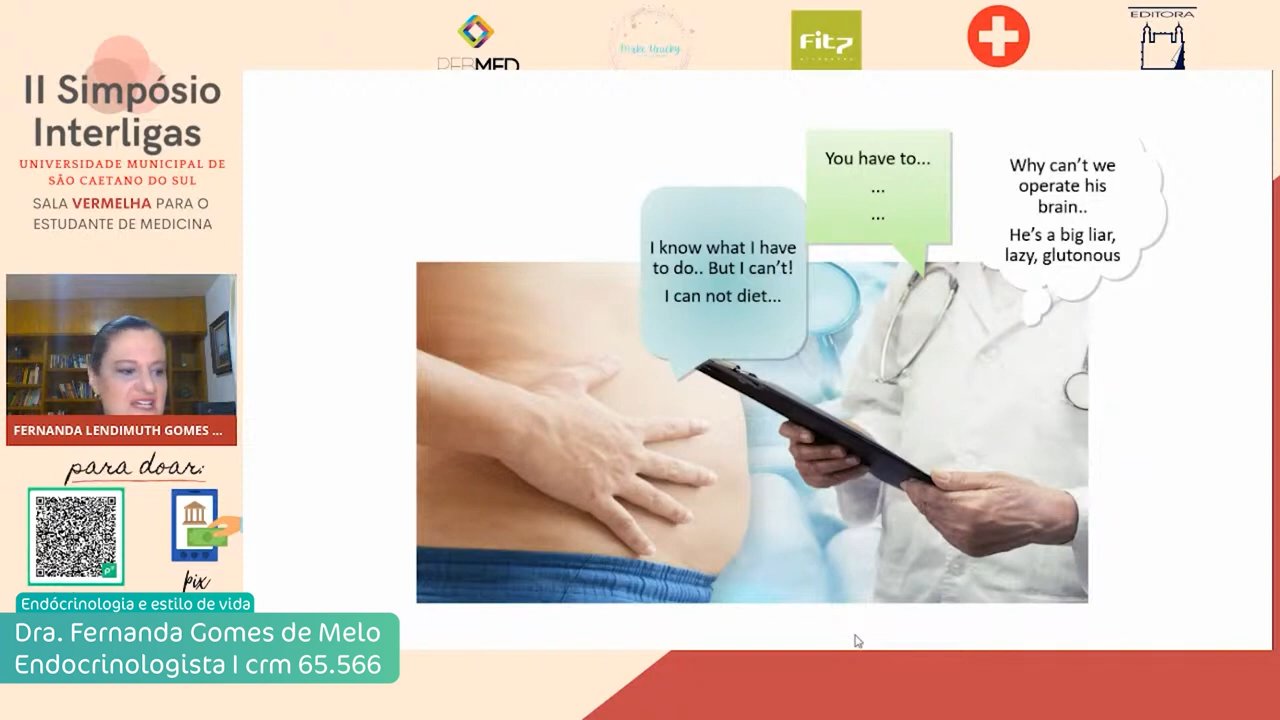 II Simpósio
Interligas
UNIVERSIDADE MUNICIPAL DE
SÃO CAETANO DO SUL
SALA VERMELHA PARA O
ESTUDANTE DE MEDICINA
FERNANDA LENDIMUTH GOMES ...
para doar:
pix
Endócrinologia e estilo de vida
Dra. Fernanda Gomes de Melo
Endocrinologista I crm 65.566
PEBMED
Make Unicky
Fit7
EDITORA
I know what I have
to do.. But I can't!
I can not diet...
You have to...
...
...
Why can't we
operate his
brain..
He's a big liar,
lazy, glutonous